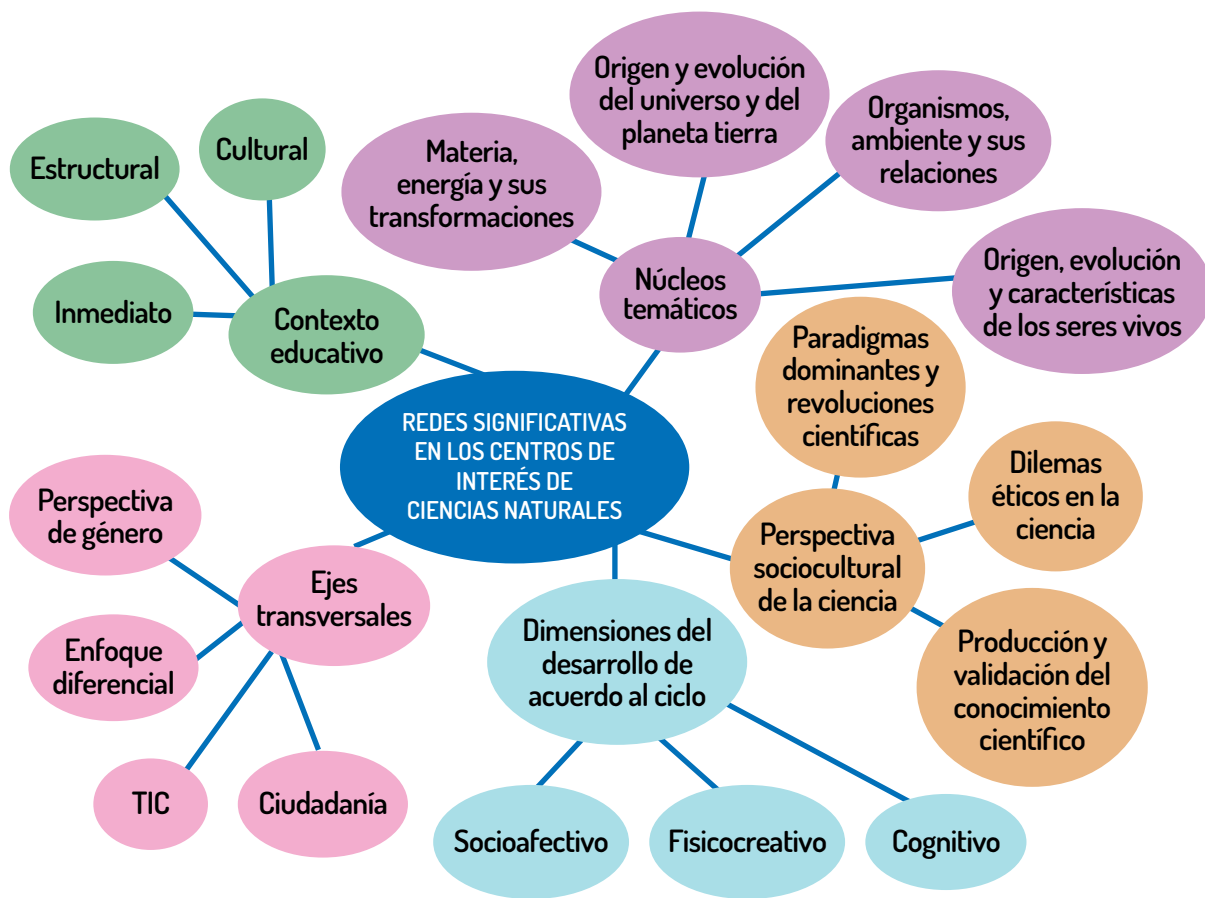 Origen y evolución
del universo y del
planeta tierra
Organismos,
ambiente y sus
relaciones
Cultural
Estructural
Materia,
energía y sus
transformaciones
Origen, evolución
y características
de los seres vivos
Núcleos
temáticos
Inmediato
Contexto
educativo
Paradigmas
dominantes y
revoluciones
científicas
REDES SIGNIFICATIVAS
EN LOS CENTROS DE
INTERÉS DE
CIENCIAS NATURALES
Dilemas
éticos en la
ciencia
Perspectiva
de género
Perspectiva
sociocultural
de la ciencia
Ejes
transversales
Enfoque
diferencial
Dimensiones del
desarrollo de
acuerdo al ciclo
Producción y
validación del
conocimiento
científico
TIC
Ciudadanía
Socioafectivo
Fisicocreativo
Cognitivo